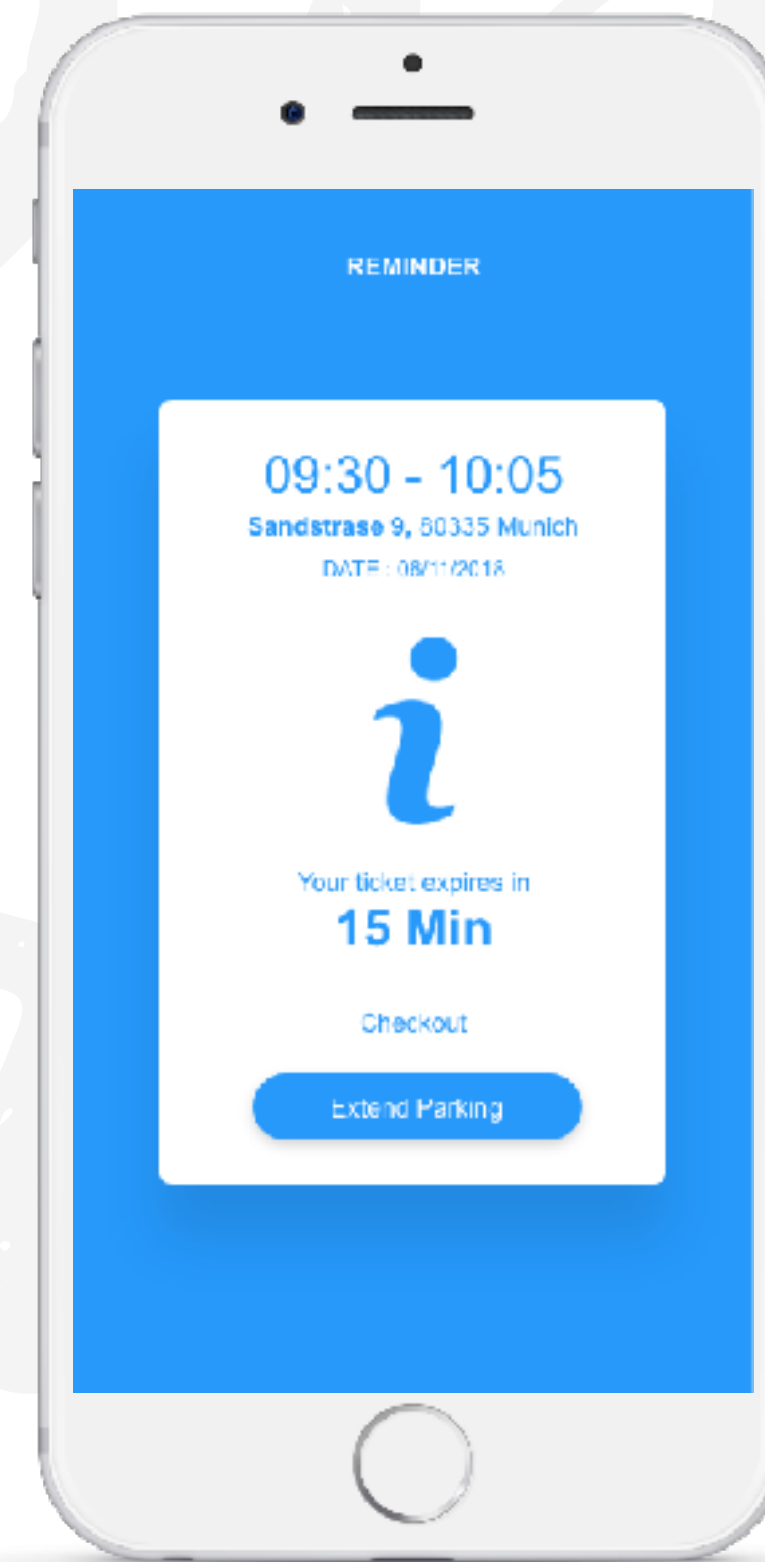 REMINDER
09:30 - 10:05
Sandstrase 9, 80335 Munich
DATE : 08/11/2018
i
Your ticket expires in
15 Min
Checkout
Extend Parking